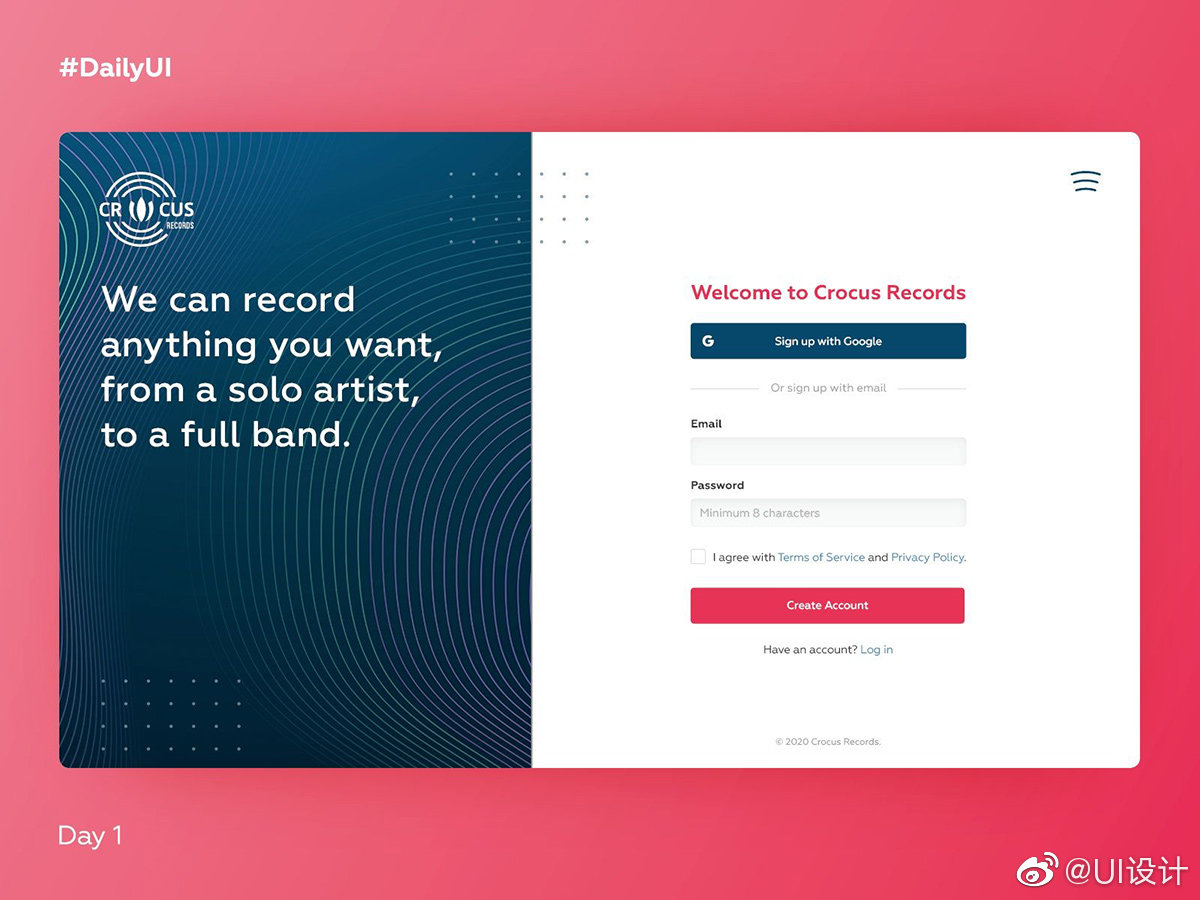 #DailyUI
CR CUS
RECORDS
We can record
anything you want,
from a solo artist,
to a full band.
Welcome to Crocus Records
G
Sign up with Google
Or sign up with email
Email
Password
Minimum 8 characters
I agree with Terms of Service and Privacy Policy.
Create Account
Have an account? Log in
© 2020 Crocus Records.
Day 1
@UI设计